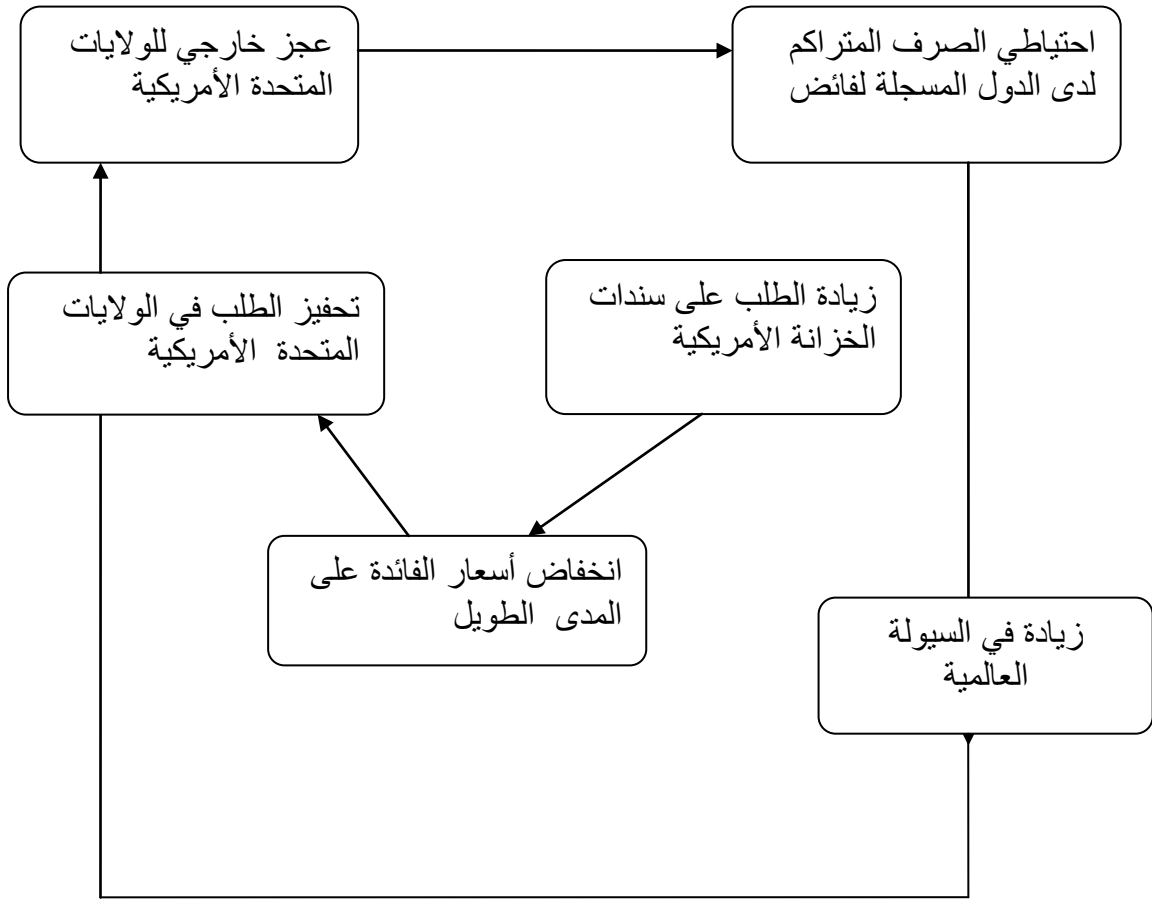 عجز خارجي للولايات
المتحدة الأمريكية
احتياطي الصرف المتراكم
لدى الدول المسجلة لفائض
تحفيز الطلب في الولايات
المتحدة الأمريكية
زيادة الطلب على سندات
الخزانة الأمريكية
انخفاض أسعار الفائدة على
المدى الطويل
زيادة في السيولة
العالمية